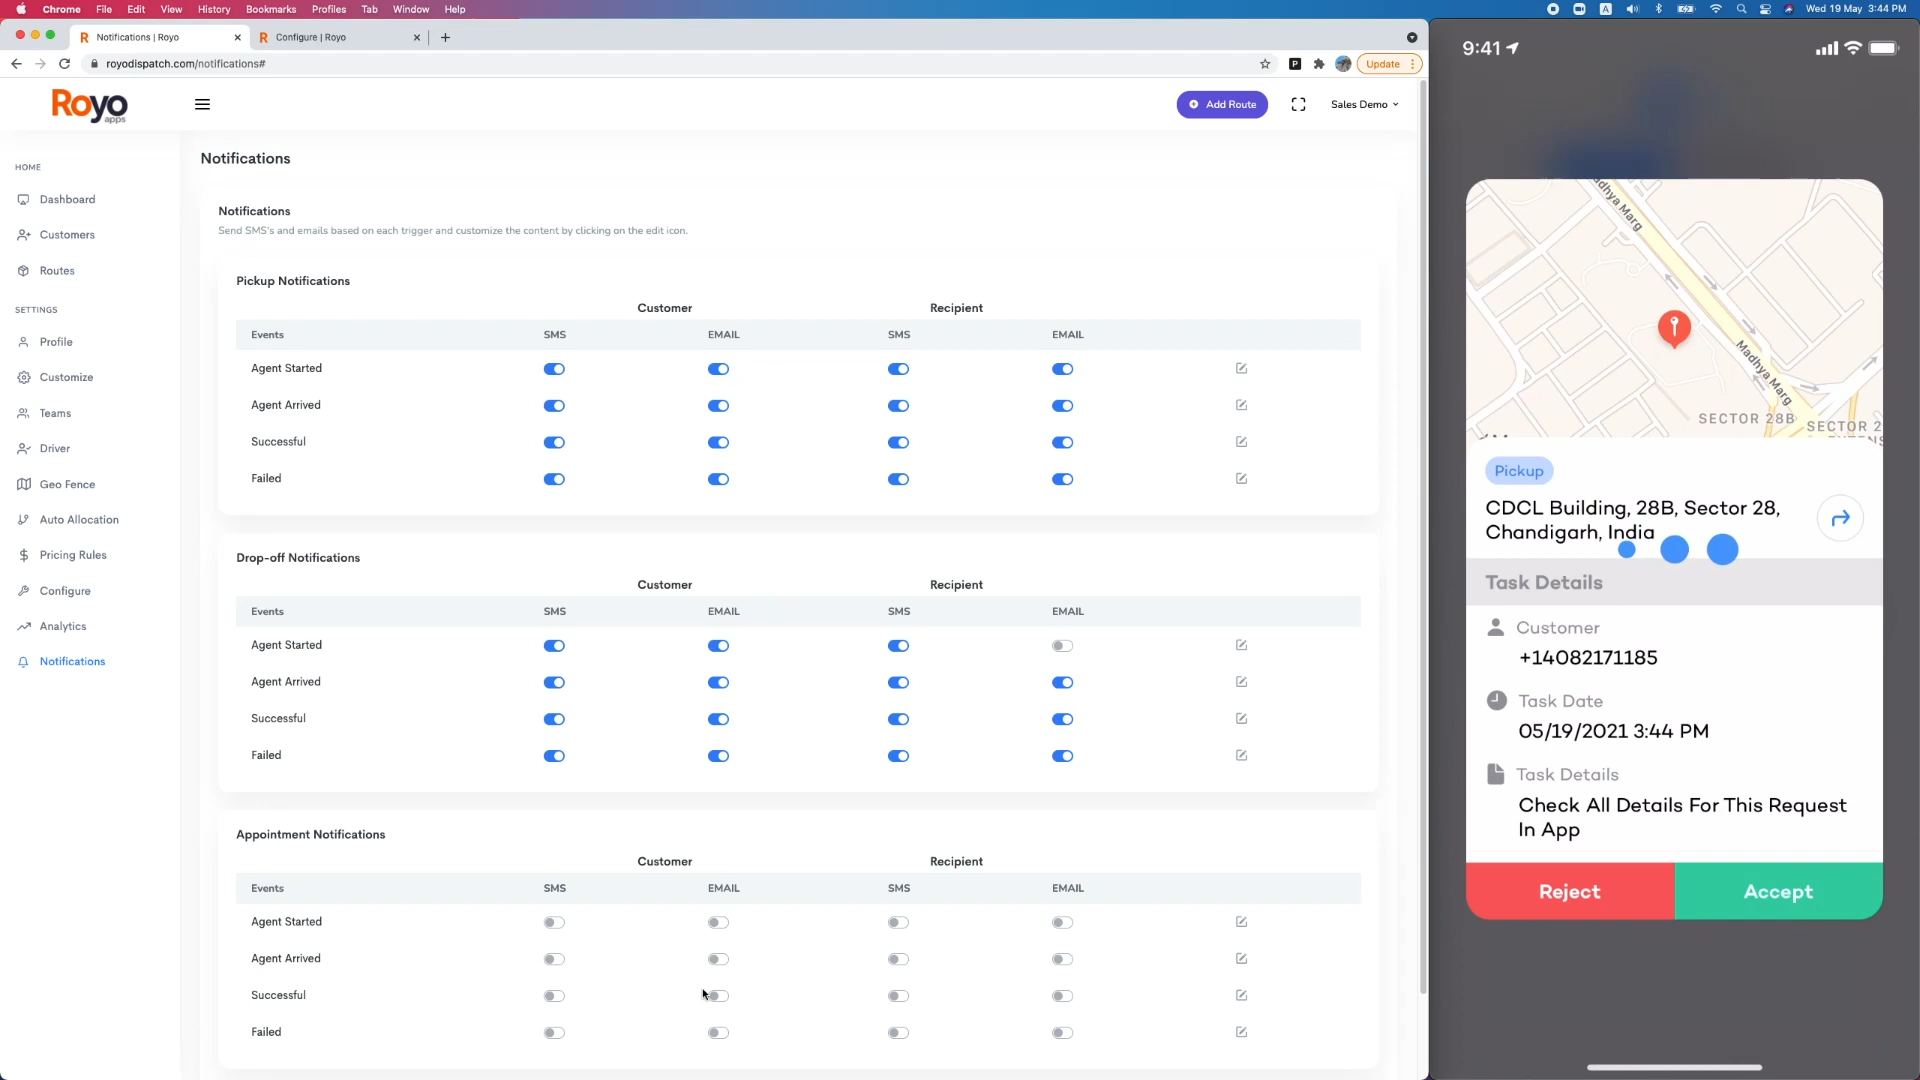 Chrome File Edit View History Bookmarks Profiles Tab Window Help
A
Wed 19 May 3:44 PM
R Notifications | Royo
R Configure | Royo
royodispatch.com/notifications#
P
Update
Royo
apps
Add Route
Sales Demo
HOME
Dashboard
Customers
Routes
SETTINGS
Profile
Customize
Teams
Driver
Geo Fence
Auto Allocation
Pricing Rules
Configure
Analytics
Notifications
Notifications
Notifications
Send SMS's and emails based on each trigger and customize the content by clicking on the edit icon.
Pickup Notifications
Customer Recipient
Events SMS EMAIL SMS EMAIL
Agent Started
Agent Arrived
Successful
Failed
Drop-off Notifications
Customer Recipient
Events SMS EMAIL SMS EMAIL
Agent Started
Agent Arrived
Successful
Failed
Appointment Notifications
Customer Recipient
Events SMS EMAIL SMS EMAIL
Agent Started
Agent Arrived
Successful
Failed
9:41
Madhya Marg
Madhya Marg
SECTOR 28B
SECTOR 2
Pickup
CDCL Building, 28B, Sector 28,
Chandigarh, India
Task Details
Customer
+14082171185
Task Date
05/19/2021 3:44 PM
Task Details
Check All Details For This Request
In App
Reject
Accept